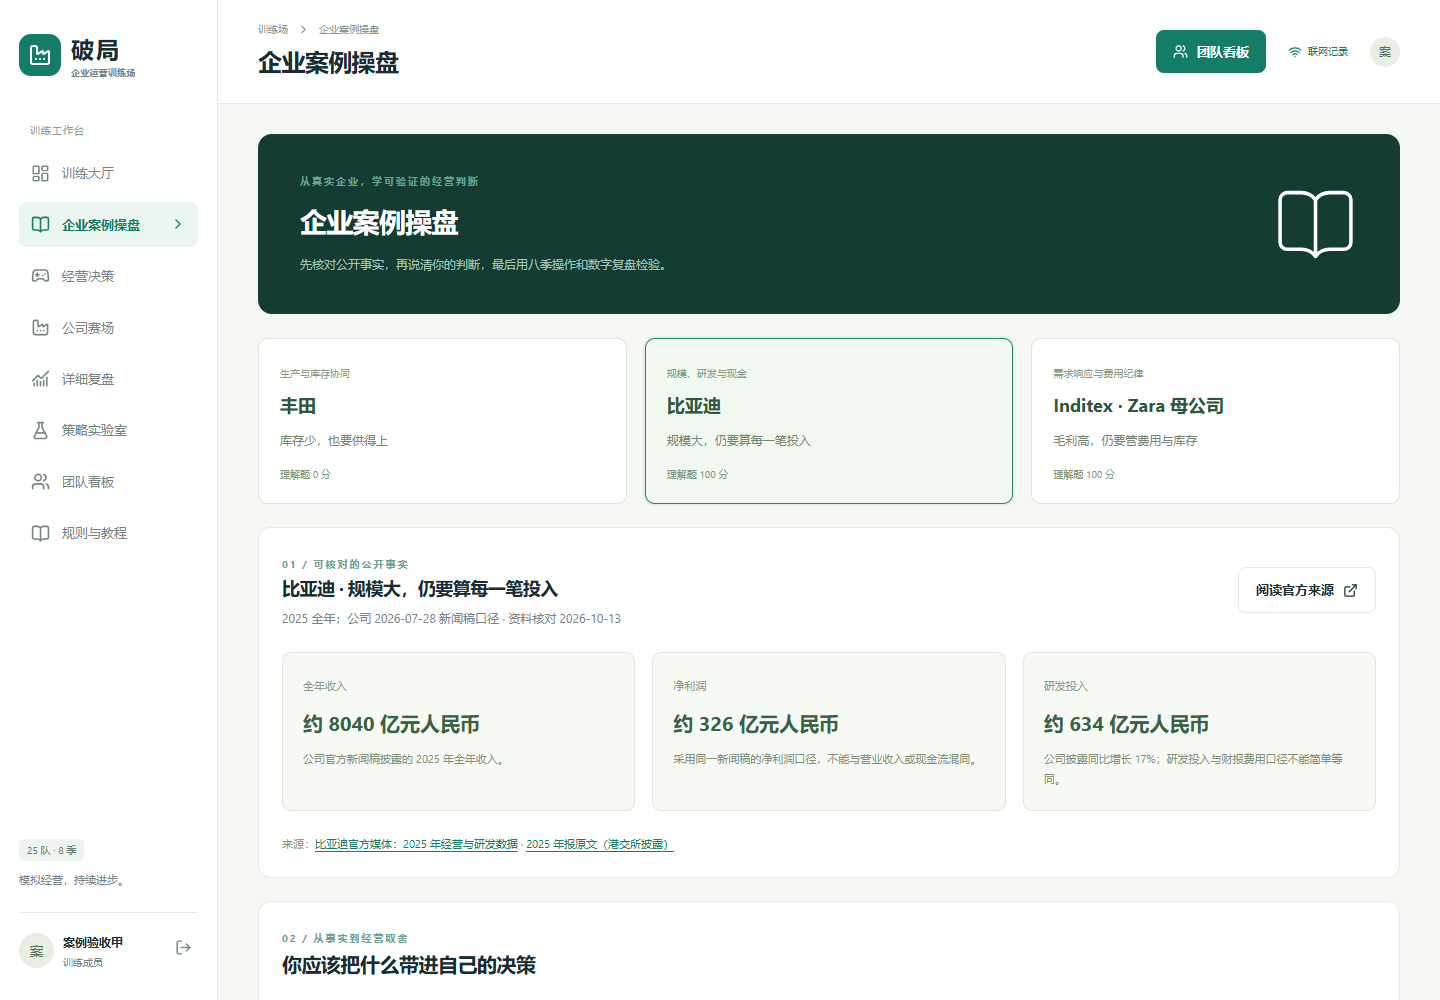 破局
企业运营训练场
训练工作台
训练大厅
企业案例操盘
经营决策
公司赛场
详细复盘
策略实验室
团队看板
规则与教程
25 队 · 8 季
模拟经营，持续进步。
案
案例验收甲
训练成员
训练场 > 企业案例操盘
企业案例操盘
团队看板
联网记录
案
从真实企业，学可验证的经营判断
企业案例操盘
先核对公开事实，再说清你的判断，最后用八季操作和数字复盘检验。
生产与库存协同
丰田
库存少，也要供得上
理解题 0 分
规模、研发与现金
比亚迪
规模大，仍要算每一笔投入
理解题 100 分
需求响应与费用纪律
Inditex · Zara 母公司
毛利高，仍要管费用与库存
理解题 100 分
01 / 可核对的公开事实
比亚迪 · 规模大，仍要算每一笔投入
2025 全年；公司 2026-07-28 新闻稿口径 · 资料核对 2026-10-13
阅读官方来源
全年收入
约 8040 亿元人民币
公司官方新闻稿披露的 2025 年全年收入。
净利润
约 326 亿元人民币
采用同一新闻稿的净利润口径，不能与营业收入或现金流混同。
研发投入
约 634 亿元人民币
公司披露同比增长 17%；研发投入与财报费用口径不能简单等
同。
来源：比亚迪官方媒体：2025 年经营与研发数据 · 2025 年报原文（港交所披露）
02 / 从事实到经营取舍
你应该把什么带进自己的决策